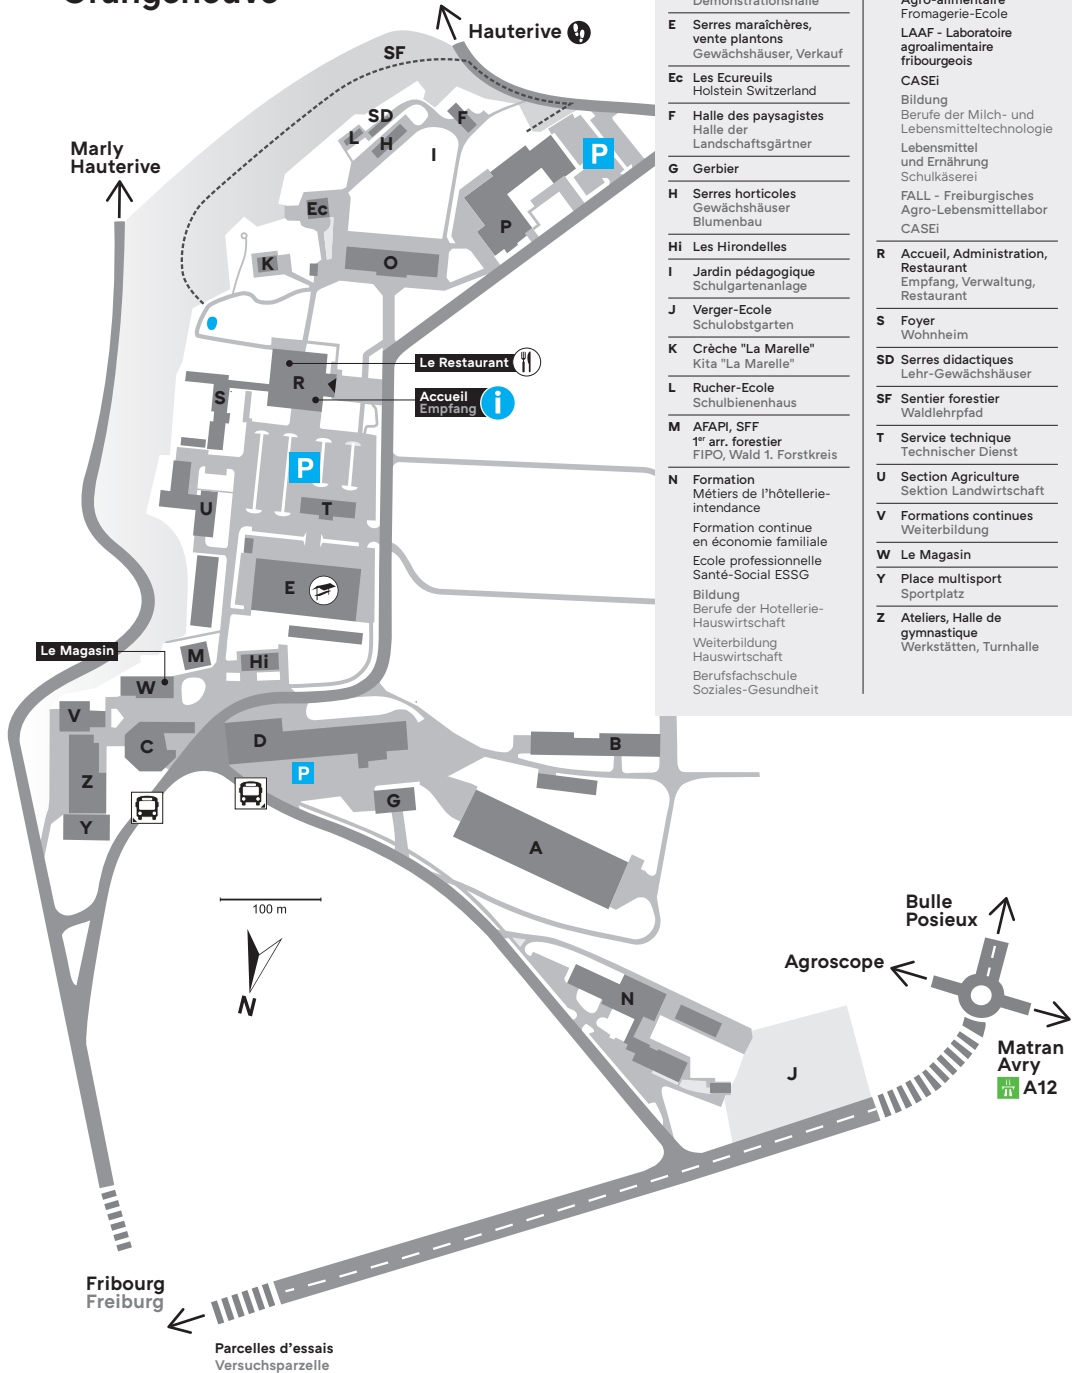 Grangeneuve
Hauterive
SF
Marly
Hauterive
SD
L
H
F
I
P
Ec
P
K
O
R
Le Restaurant
Accueil
Empfang
i
S
P
U
T
E
Le Magasin
M
Hi
W
V
C
D
B
Z
P
G
Y
A
100 m
N
Bulle
Posieux
Agroscope
Matran
Avry
A12
N
J
Fribourg
Freiburg
Parcelles d'essais
Versuchsparzelle
Demonstrationshalle
E Serres maraîchères,
vente plantons
Gewächshäuser, Verkauf
Ec Les Ecureuils
Holstein Switzerland
F Halle des paysagistes
Halle der
Landschaftsgärtner
G Gerbier
H Serres horticoles
Gewächshäuser
Blumenbau
Hi Les Hirondelles
I Jardin pédagogique
Schulgartenanlage
J Verger-Ecole
Schulobstgarten
K Crèche "La Marelle"
Kita "La Marelle"
L Rucher-Ecole
Schulbienenhaus
M AFAPI, SFF
1er arr. forestier
FIPO, Wald 1. Forstkreis
N Formation
Métiers de l'hôtellerie-
intendance
Formation continue
en économie familiale
Ecole professionnelle
Santé-Social ESSG
Bildung
Berufe der Hotellerie-
Hauswirtschaft
Weiterbildung
Hauswirtschaft
Berufsfachschule
Soziales-Gesundheit
Agro-alimentaire
Fromagerie-Ecole
LAAF - Laboratoire
agroalimentaire
fribourgeois
CASEi
Bildung
Berufe der Milch- und
Lebensmitteltechnologie
Lebensmittel
und Ernährung
Schulkäserei
FALL - Freiburgisches
Agro-Lebensmittellabor
CASEi
R Accueil, Administration,
Restaurant
Empfang, Verwaltung,
Restaurant
S Foyer
Wohnheim
SD Serres didactiques
Lehr-Gewächshäuser
SF Sentier forestier
Waldlehrpfad
T Service technique
Technischer Dienst
U Section Agriculture
Sektion Landwirtschaft
V Formations continues
Weiterbildung
W Le Magasin
Y Place multisport
Sportplatz
Z Ateliers, Halle de
gymnastique
Werkstätten, Turnhalle